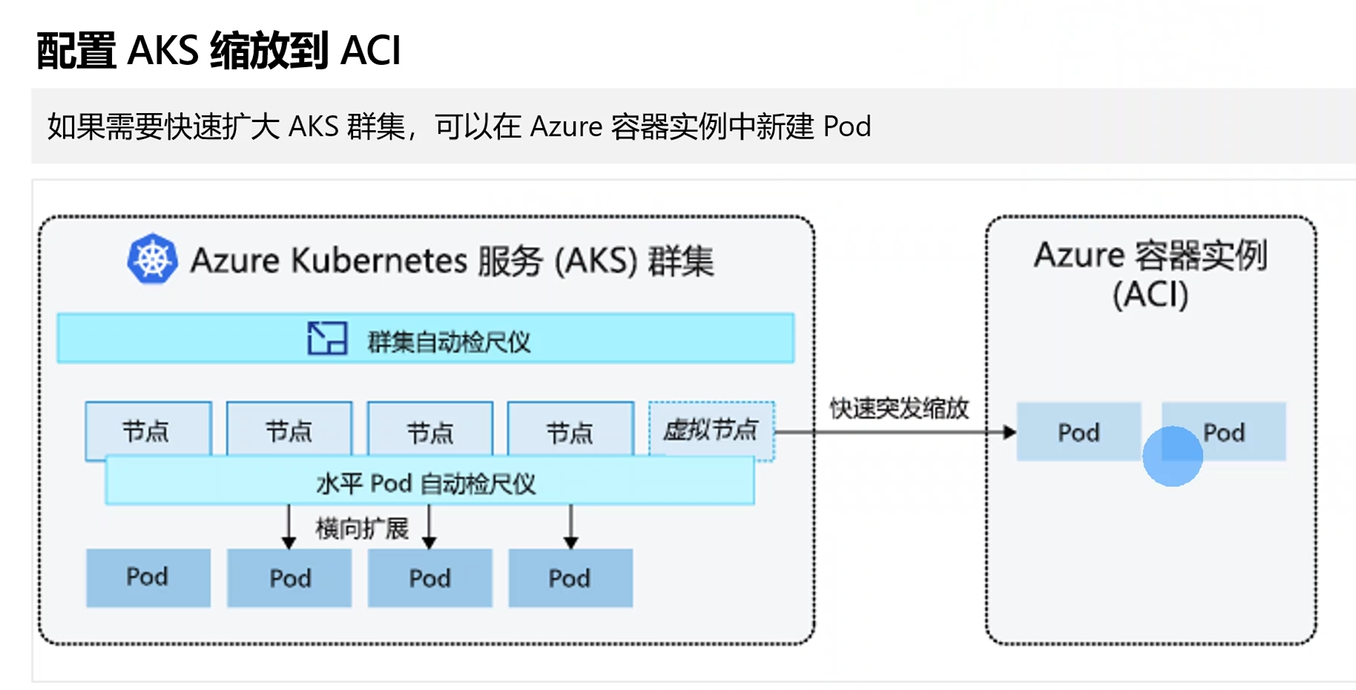 配置 AKS 缩放到 ACI
如果需要快速扩大 AKS 群集，可以在 Azure 容器实例中新建 Pod
Azure Kubernetes 服务 (AKS) 群集
群集自动检尺仪
节点
节点
节点
节点
虚拟节点
水平 Pod 自动检尺仪
横向扩展
Pod
Pod
Pod
Pod
快速突发缩放
Azure 容器实例
(ACI)
Pod
Pod